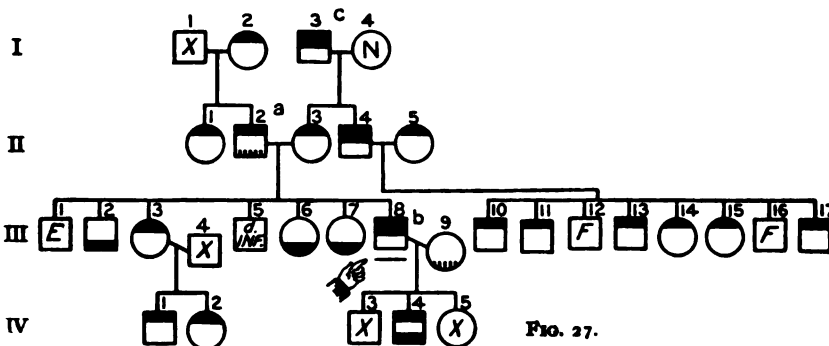 1 2 3 c 4
I X N
1 2 a 3 4 5
II
1 2 3 4 5 6 7 8 b 9 10 11 12 13 14 15 16 17
III E X d. INF. F F
1 2 3 4 5
IV X X FIG. 27.